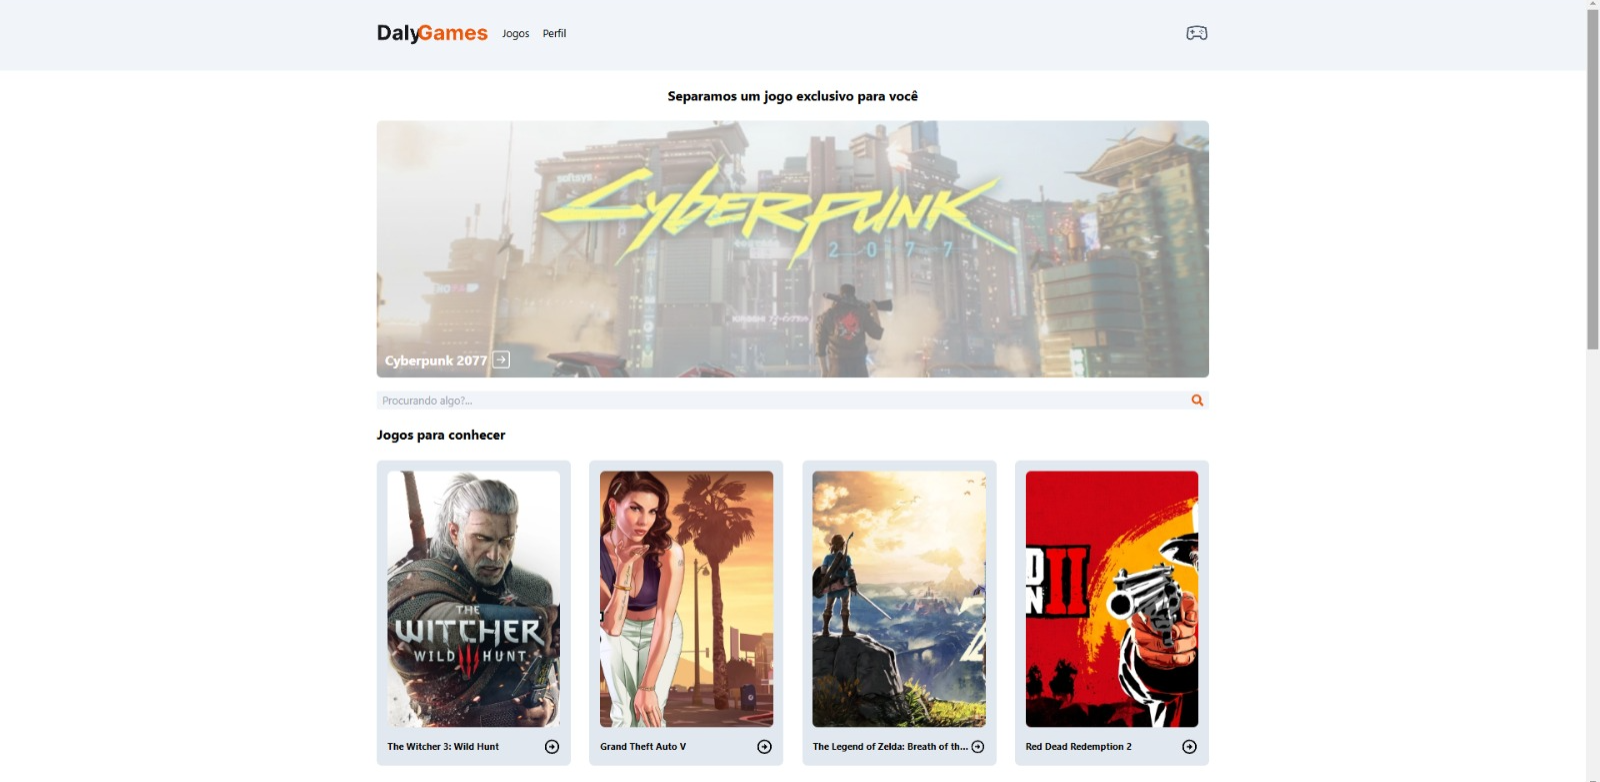 DalyGames Jogos Perfil
Separamos um jogo exclusivo para você
CYBERPUNK
2077
Cyberpunk 2077
Procurando algo?...
Jogos para conhecer
THE
WITCHER
WILD HUNT
III
II
The Witcher 3: Wild Hunt
Grand Theft Auto V
The Legend of Zelda: Breath of th...
Red Dead Redemption 2